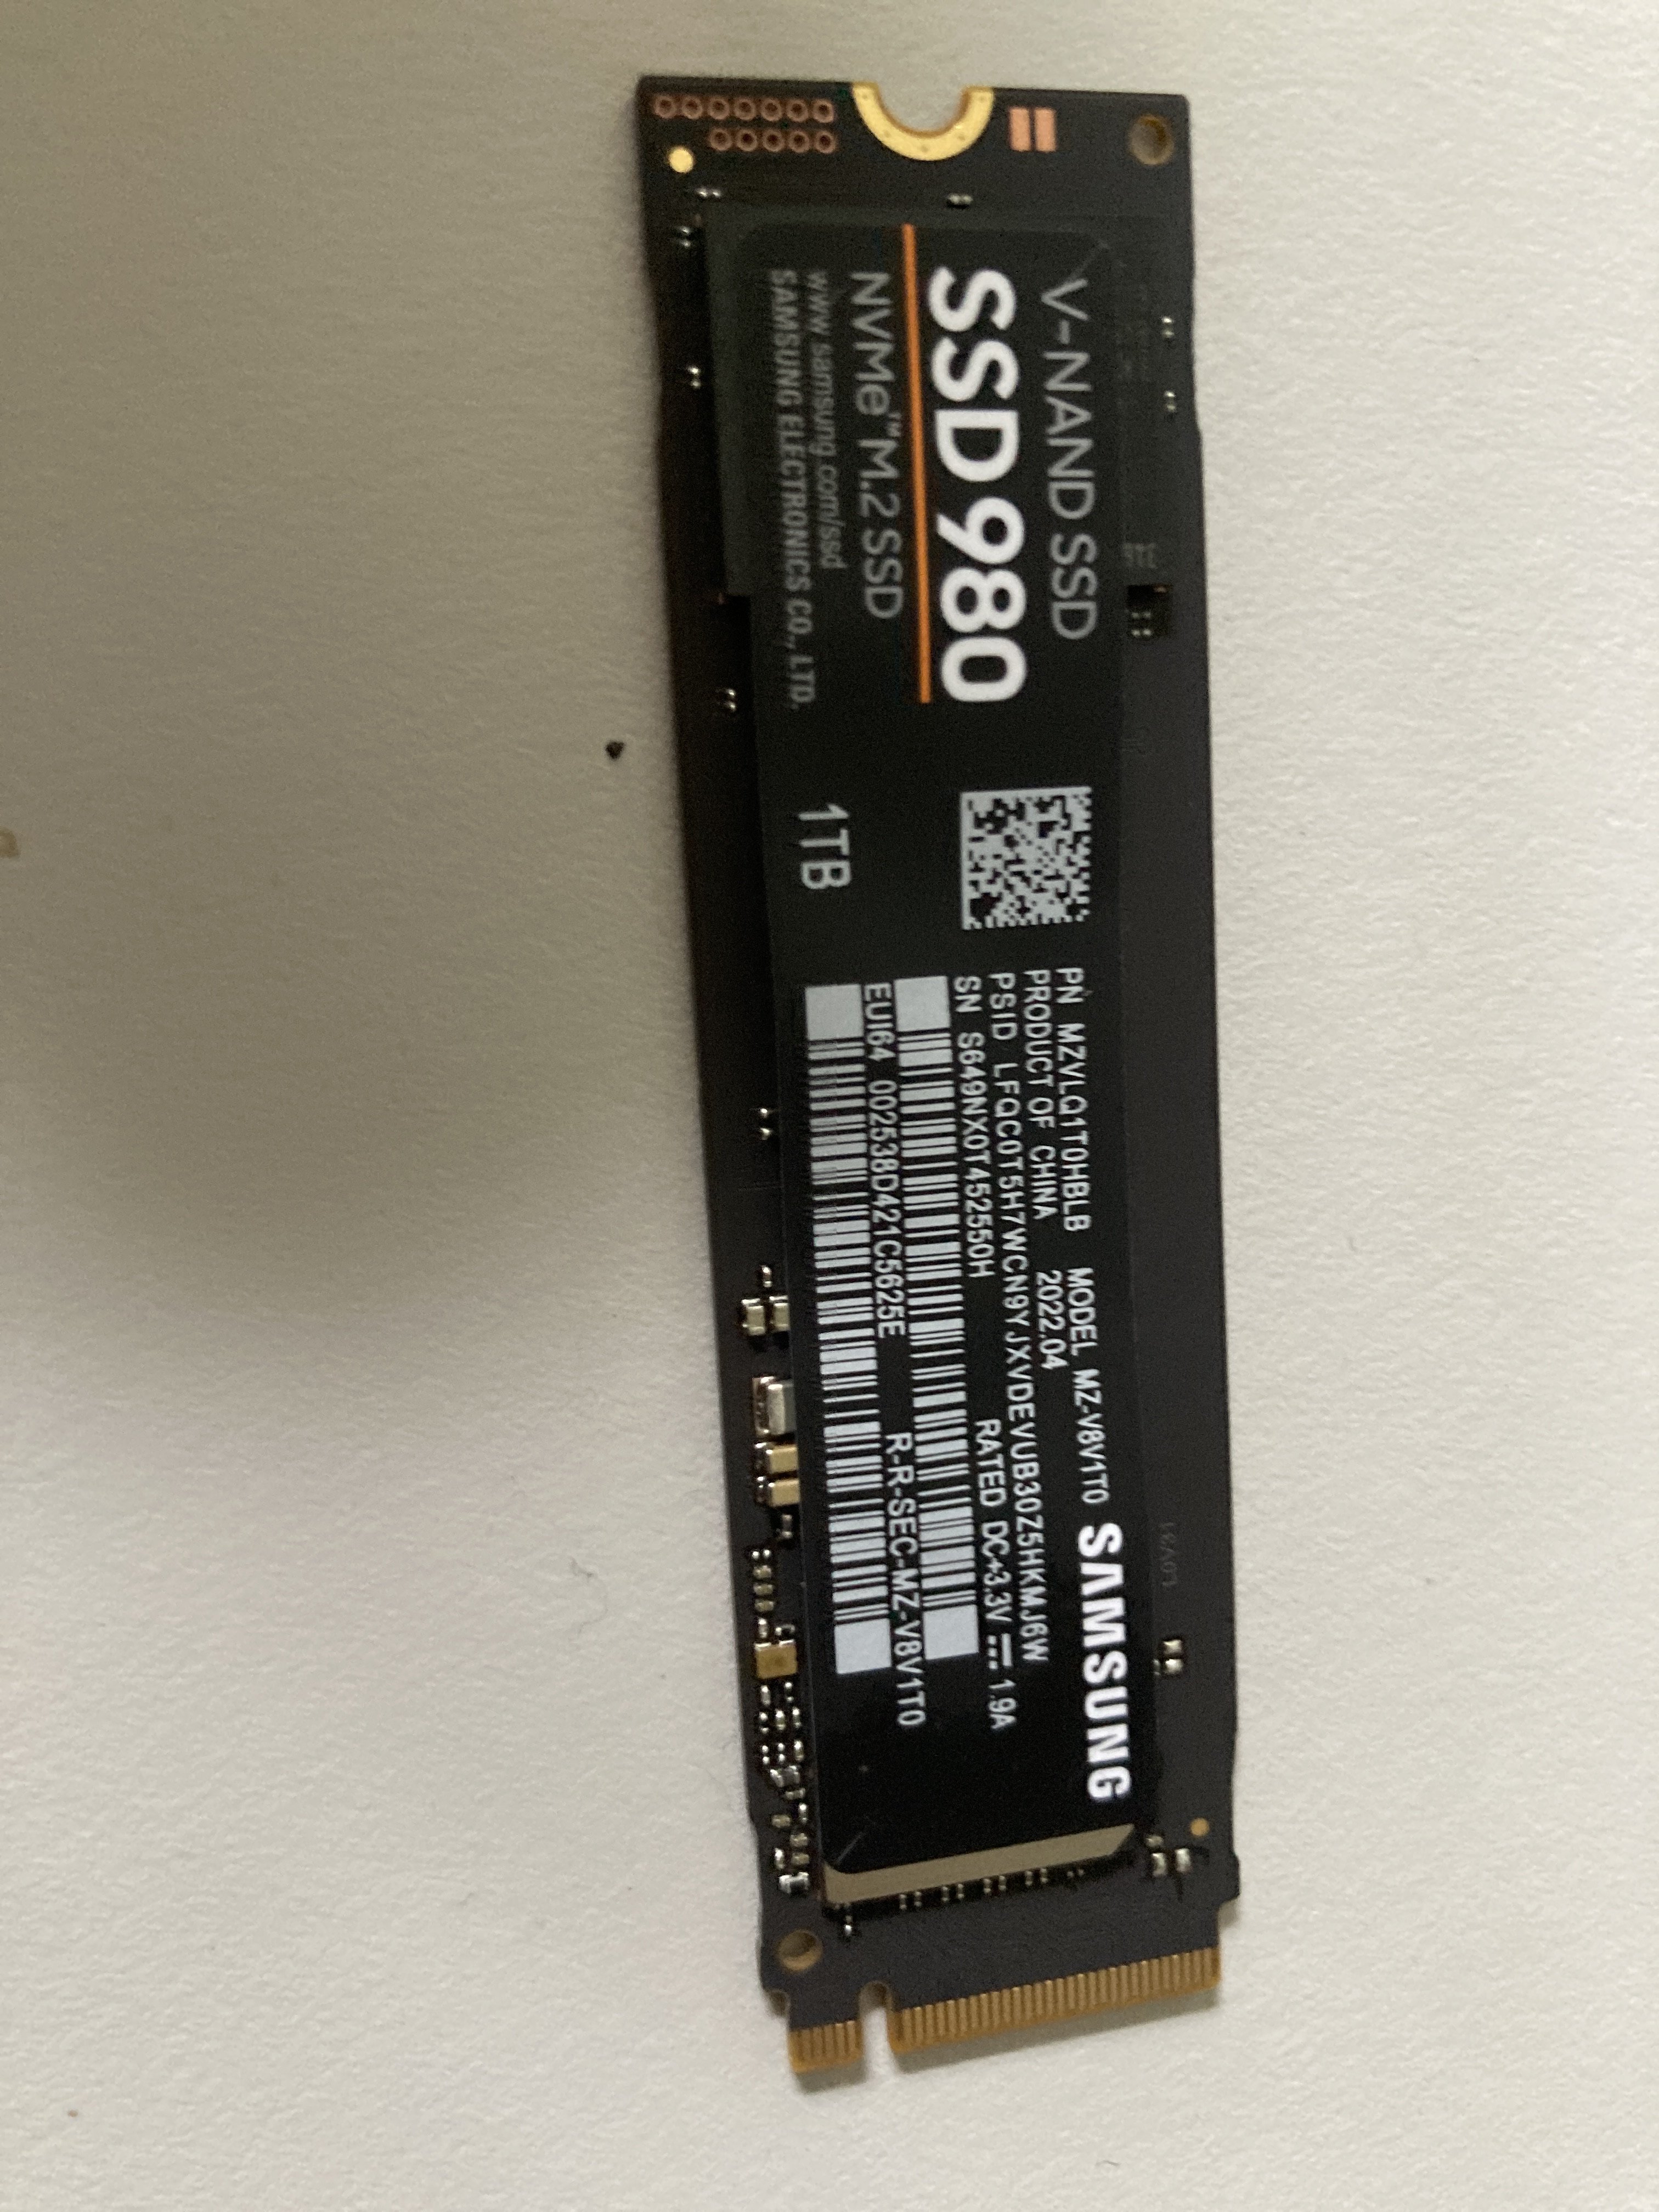 V-NAND SSD
SSD 980
NVMe™ M.2 SSD
www.samsung.com/ssd
SAMSUNG ELECTRONICS CO., LTD.
1TB
PN MZVLQ1T0HBLB MODEL MZ-V8V1T0 SAMSUNG
PRODUCT OF CHINA 2022.04
PSID LFQC0T5H7WCN9YJXVDEVUB30Z5HKMJ6W
SN S649NX0T452550H RATED DC+3.3V ⎓ 1.9A
EUI64 002538D421C5625E R-R-SEC-MZ-V8V1T0